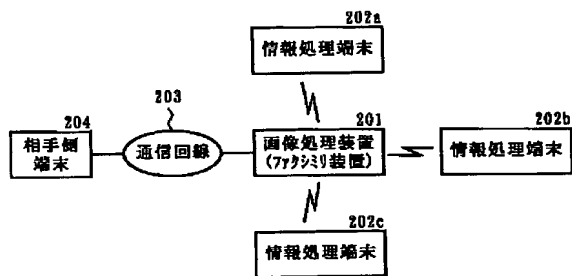 202a
情報処理端末
203
204
相手側
端末
通信回線
201
画像処理装置
(ファクシミリ装置)
202b
情報処理端末
202c
情報処理端末